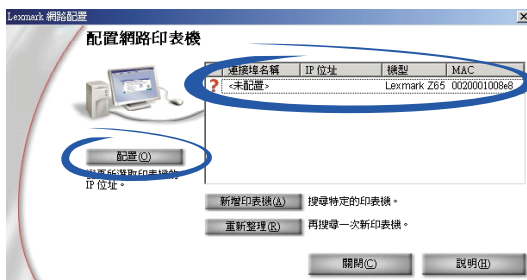 Lexmark 網路配置
配置網路印表機
連接埠名稱 IP 位址 機型 MAC
<未配置> Lexmark Z65 0020001008e8
配置(O)
變更所選取印表機的
IP 位址。
新增印表機(A) 搜尋特定的印表機。
重新整理(R) 再搜尋一次新印表機。
關閉(C) 說明(H)